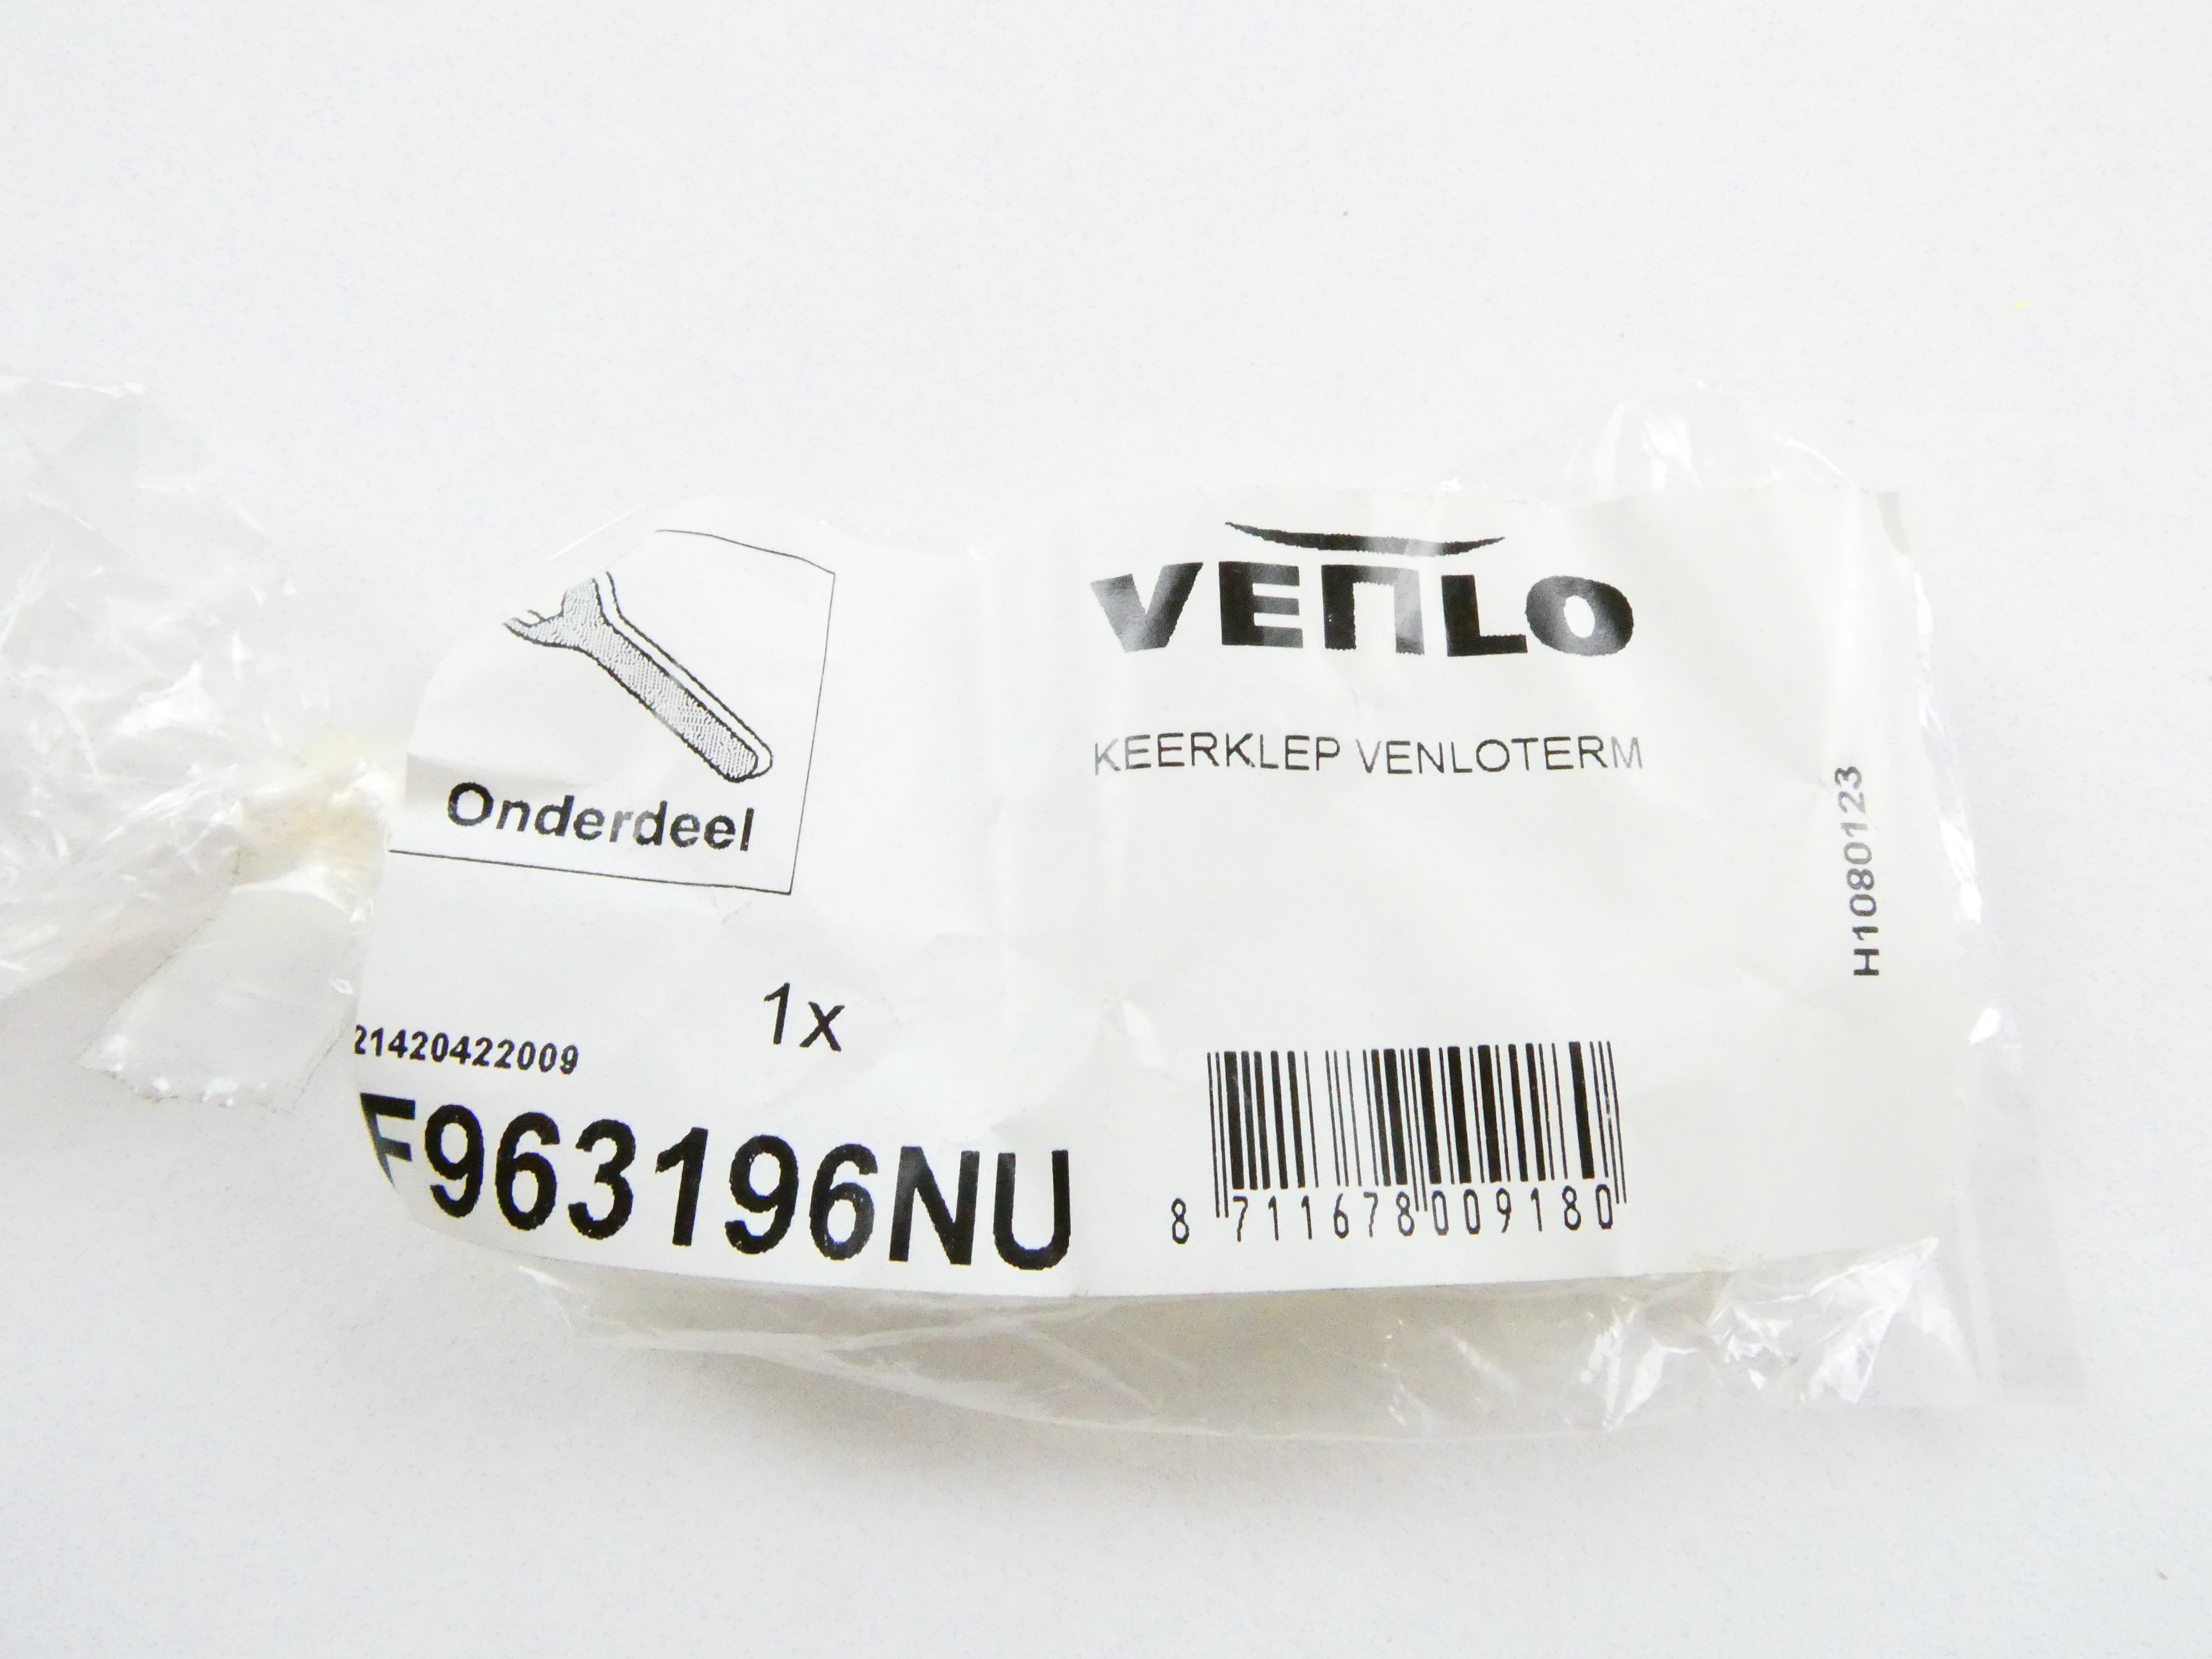 Onderdeel
1x
21420422009
F963196NU
VENLO
KEERKLEP VENLOTERM
H1080123
8 711678 009180